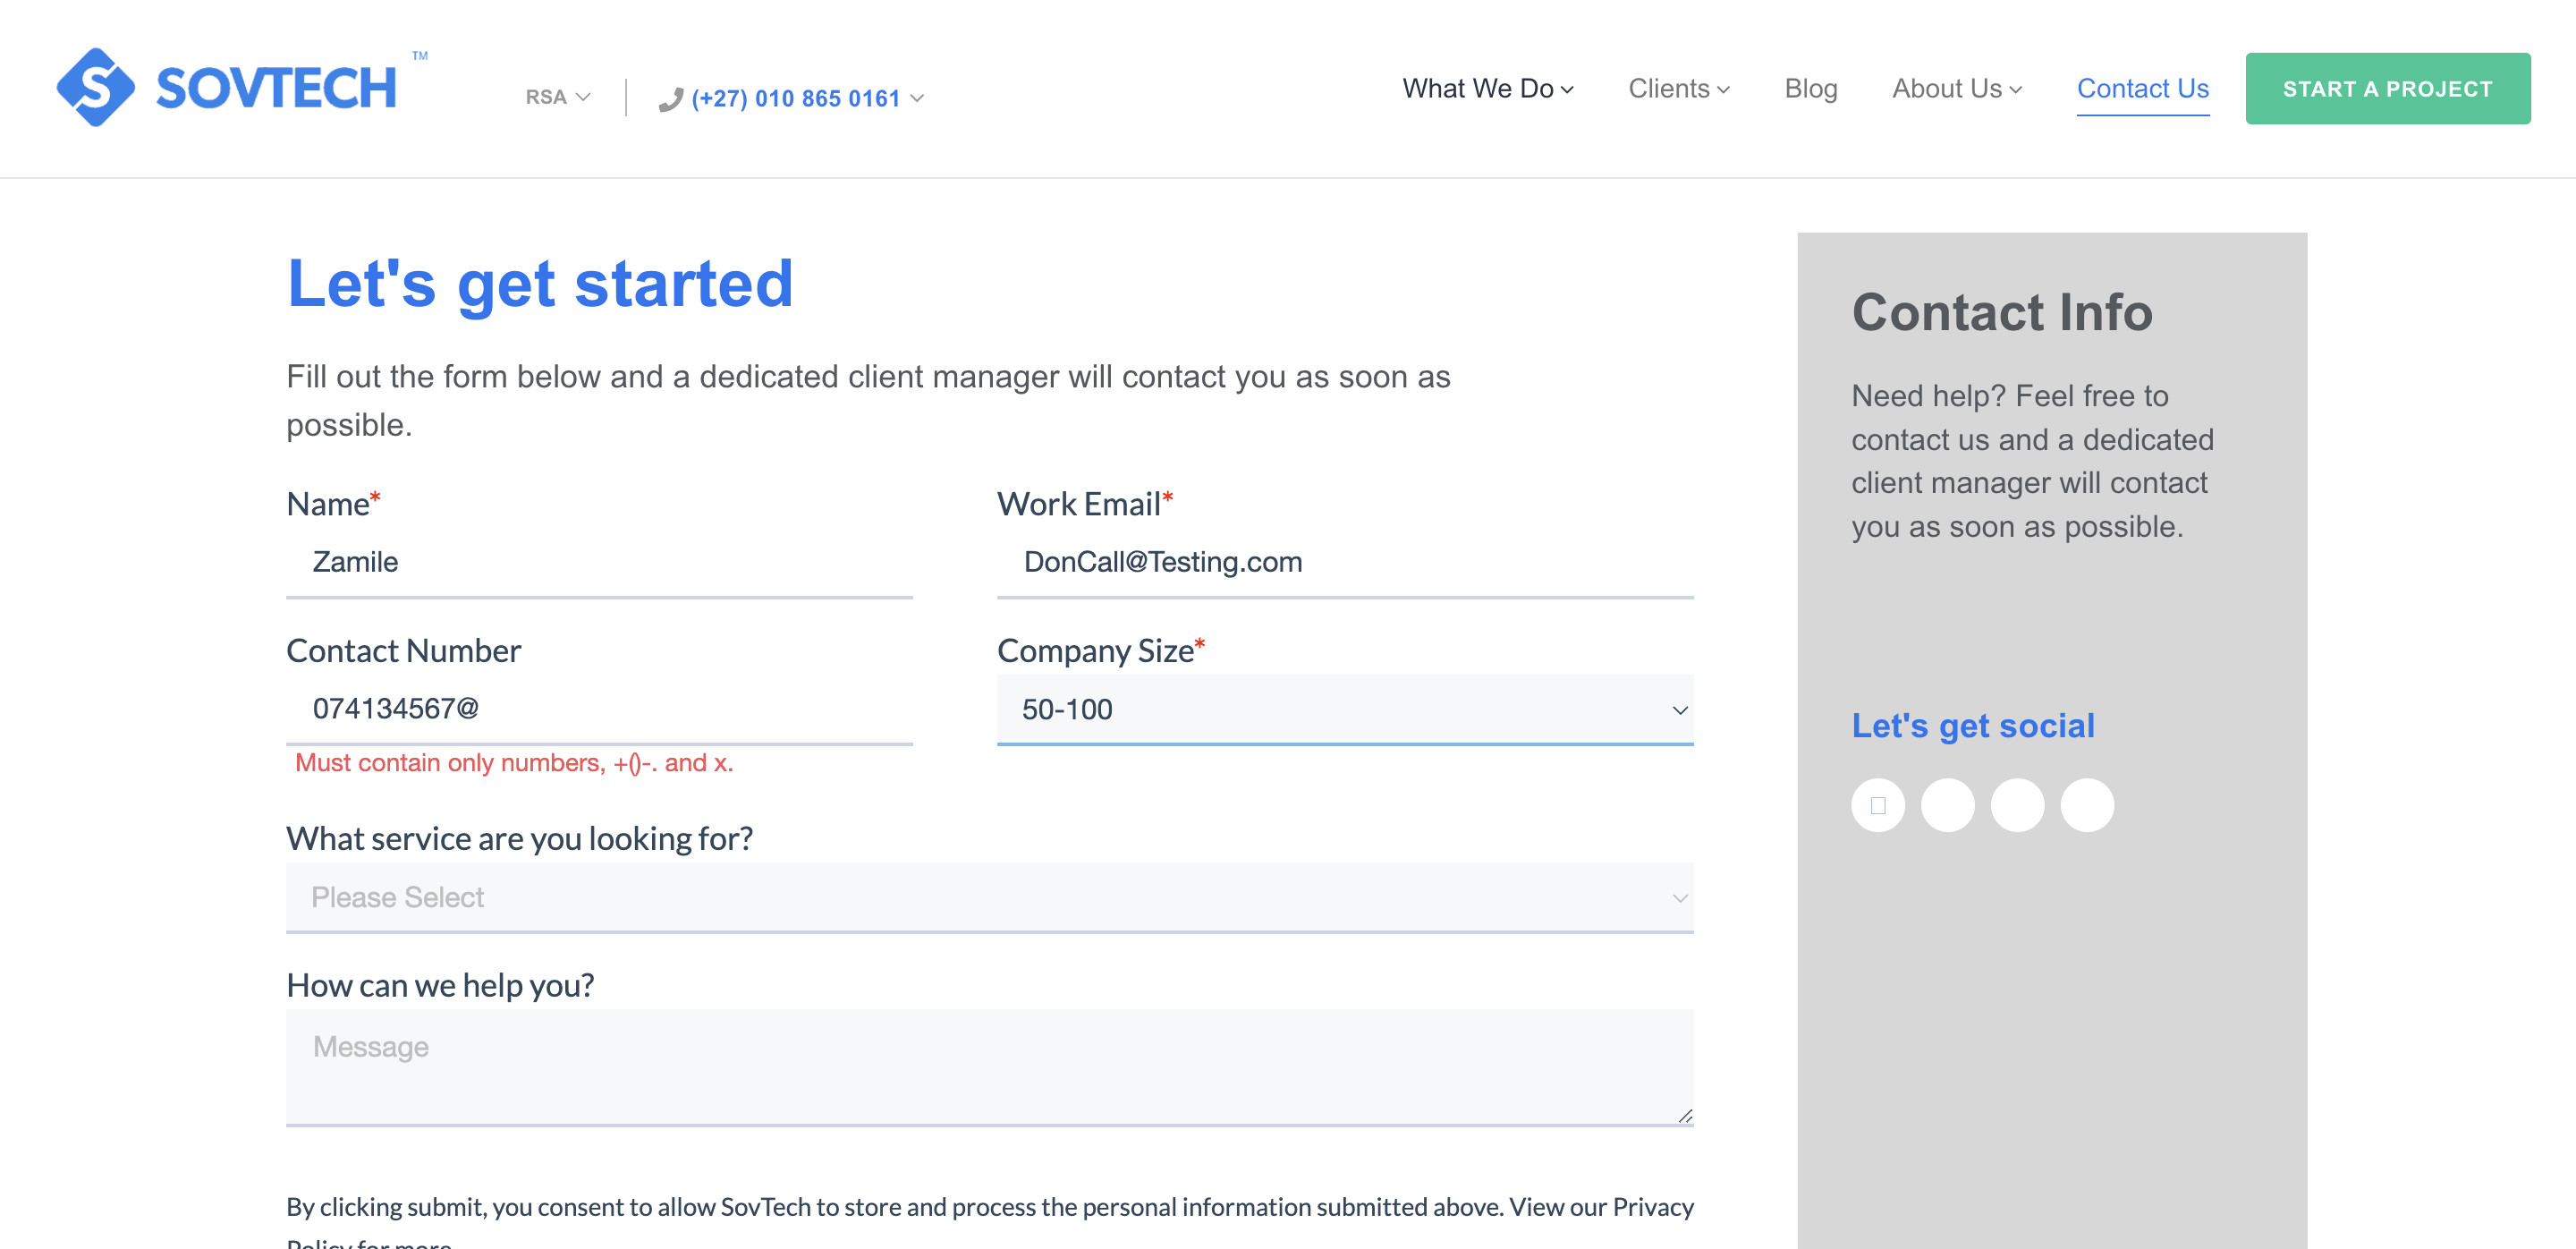 SOVTECH TM
RSA
(+27) 010 865 0161
What We Do
Clients
Blog
About Us
Contact Us
START A PROJECT
Let's get started
Fill out the form below and a dedicated client manager will contact you as soon as
possible.
Name*
Zamile
Work Email*
DonCall@Testing.com
Contact Number
074134567@
Must contain only numbers, +()-. and x.
Company Size*
50-100
What service are you looking for?
Please Select
How can we help you?
Message
By clicking submit, you consent to allow SovTech to store and process the personal information submitted above. View our Privacy
Policy for more
Contact Info
Need help? Feel free to
contact us and a dedicated
client manager will contact
you as soon as possible.
Let's get social